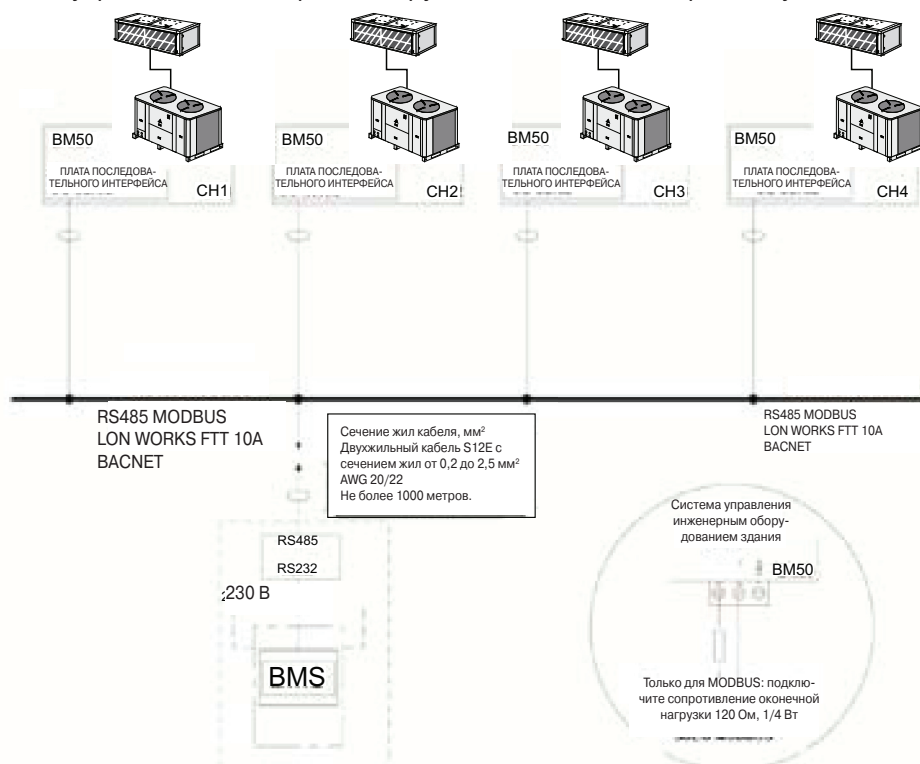 BM50
ПЛАТА ПОСЛЕДОВА-
ТЕЛЬНОГО ИНТЕРФЕЙСА
CH1
BM50
ПЛАТА ПОСЛЕДОВА-
ТЕЛЬНОГО ИНТЕРФЕЙСА
CH2
BM50
ПЛАТА ПОСЛЕДОВА-
ТЕЛЬНОГО ИНТЕРФЕЙСА
CH3
BM50
ПЛАТА ПОСЛЕДОВА-
ТЕЛЬНОГО ИНТЕРФЕЙСА
CH4
RS485 MODBUS
LON WORKS FTT 10A
BACNET
Сечение жил кабеля, мм²
Двухжильный кабель S12E с
сечением жил от 0,2 до 2,5 мм²
AWG 20/22
Не более 1000 метров.
RS485 MODBUS
LON WORKS FTT 10A
BACNET
RS485
RS232
230 В
BMS
Система управления
инженерным обору-
дованием здания
BM50
Только для MODBUS: подклю-
чите сопротивление оконечной
нагрузки 120 Ом, 1/4 Вт